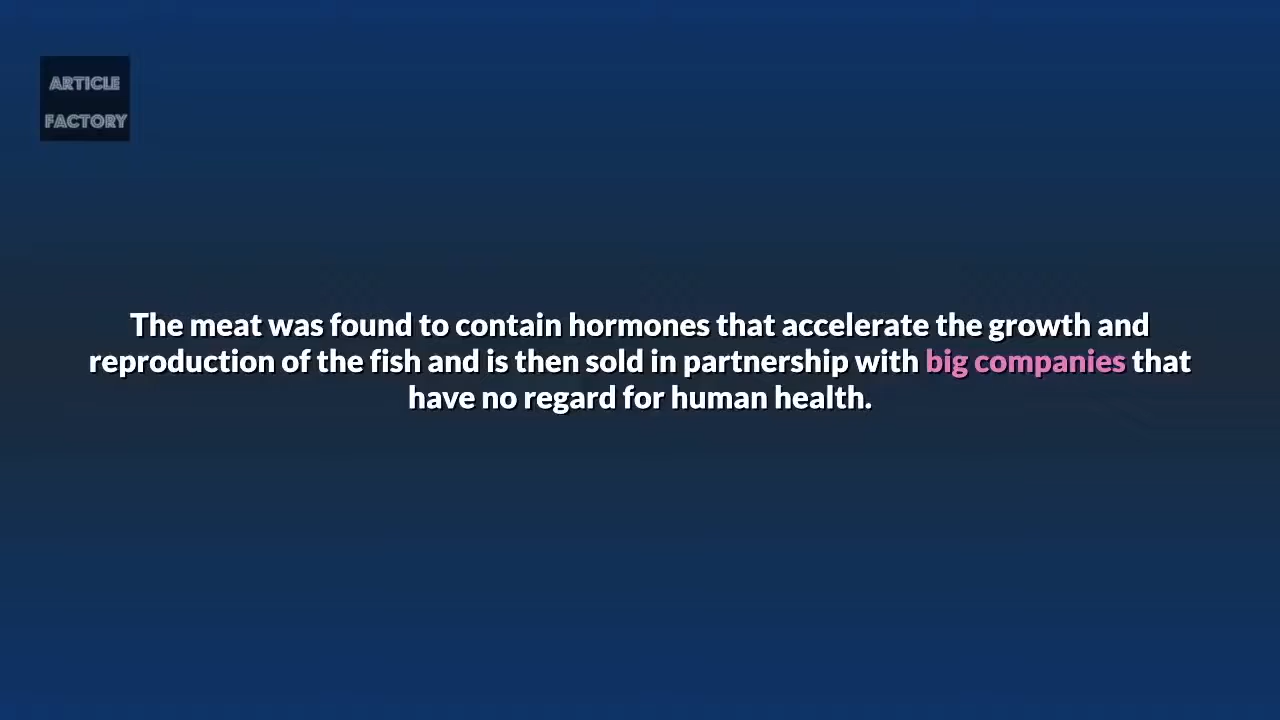 ARTICLE
FACTORY
The meat was found to contain hormones that accelerate the growth and
reproduction of the fish and is then sold in partnership with big companies that
have no regard for human health.